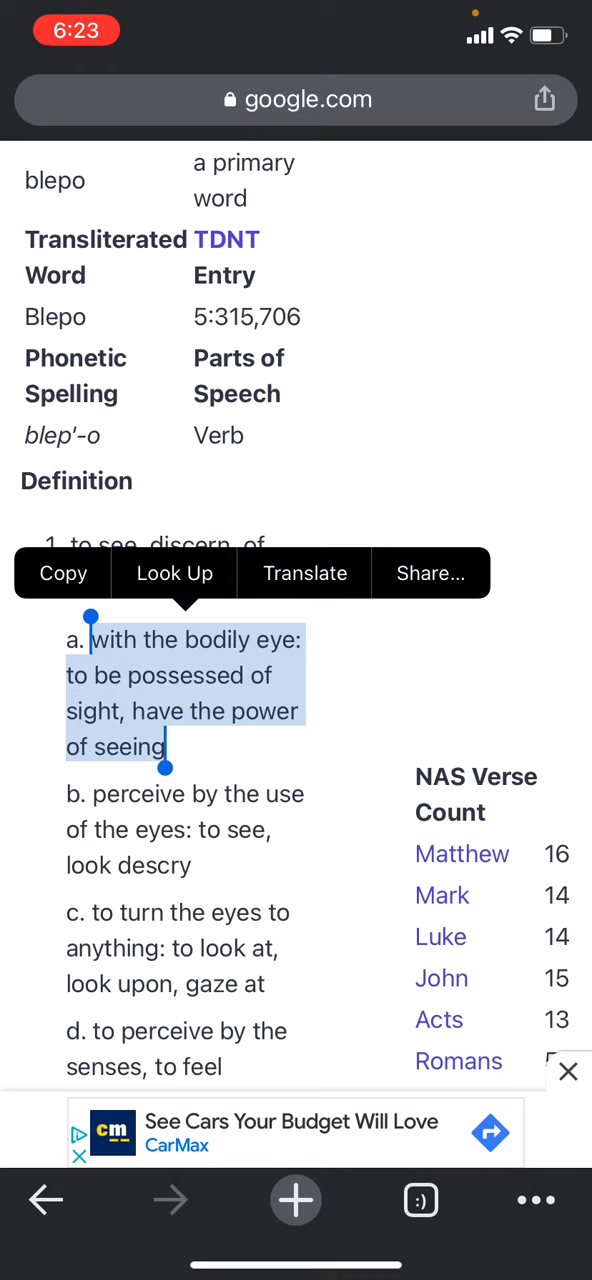 6:23
google.com
blepo
a primary
word
Transliterated
Word
TDNT
Entry
Blepo
5:315,706
Phonetic
Spelling
Parts of
Speech
blep'-o
Verb
Definition
1. to see, discern, of
Copy
Look Up
Translate
Share...
a. with the bodily eye:
to be possessed of
sight, have the power
of seeing
b. perceive by the use
of the eyes: to see,
look descry
c. to turn the eyes to
anything: to look at,
look upon, gaze at
d. to perceive by the
senses, to feel
NAS Verse
Count
Matthew 16
Mark 14
Luke 14
John 15
Acts 13
Romans
See Cars Your Budget Will Love
CarMax
cm
:)